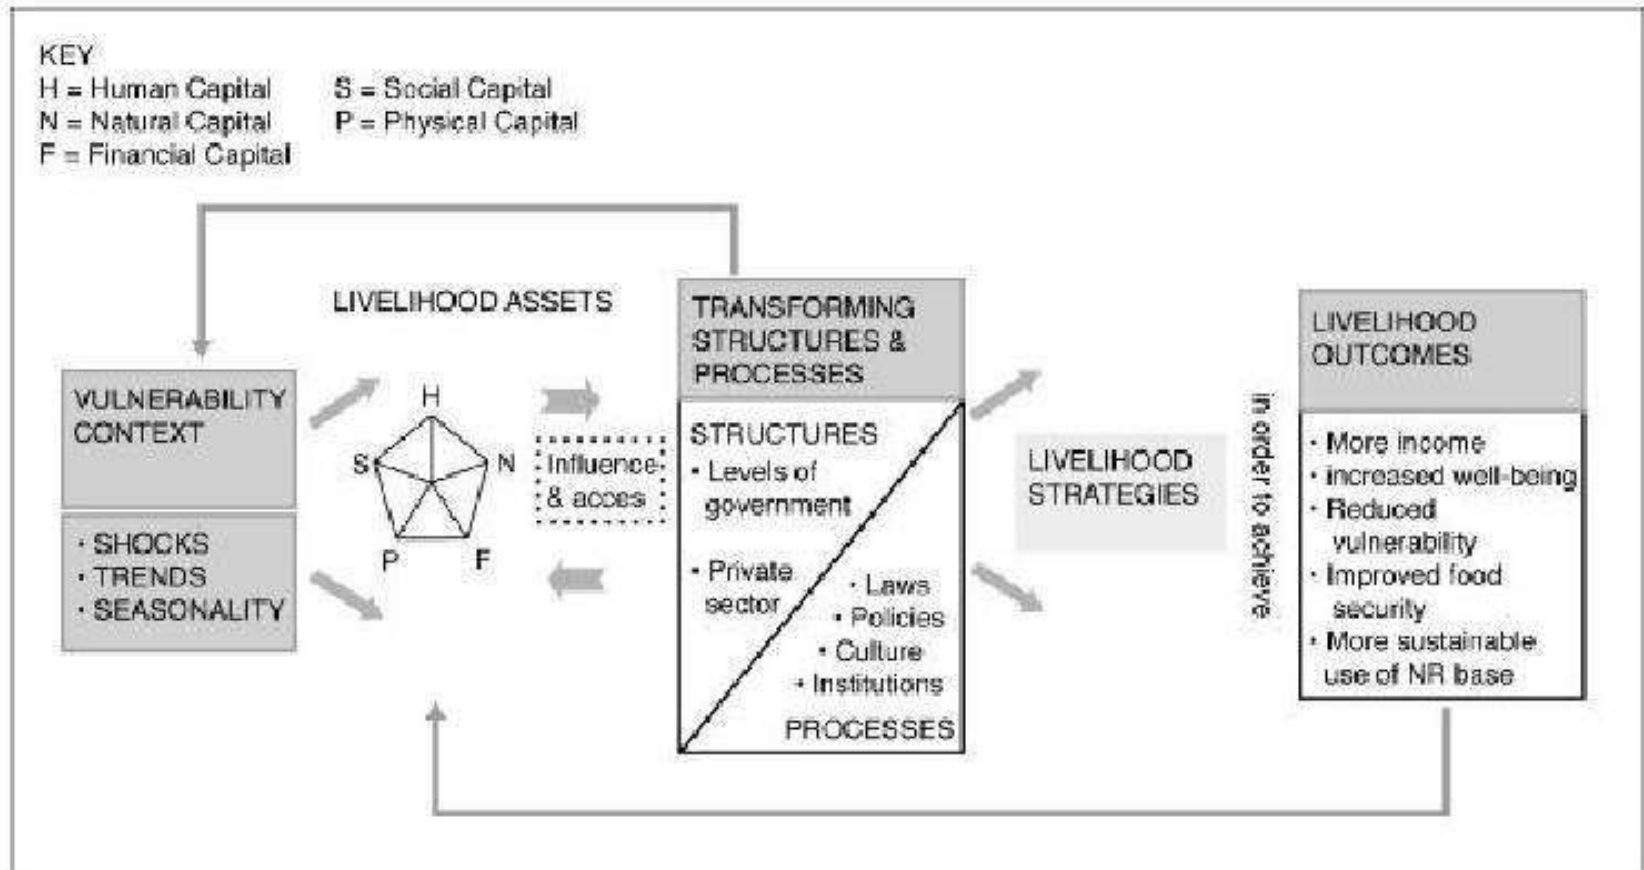 KEY
H = Human Capital
S = Social Capital
N = Natural Capital
P = Physical Capital
F = Financial Capital
LIVELIHOOD ASSETS
VULNERABILITY
CONTEXT
· SHOCKS
· TRENDS
· SEASONALITY
H
S
N
P
F
Influence
& acces
TRANSFORMING
STRUCTURES &
PROCESSES
STRUCTURES
• Levels of
government
• Private
sector
• Laws
• Policies
• Culture
• Institutions
PROCESSES
LIVELIHOOD
STRATEGIES
in order to achieve
LIVELIHOOD
OUTCOMES
• More income
• increased well-being
• Reduced
vulnerability
• Improved food
security
• More sustainable
use of NR base